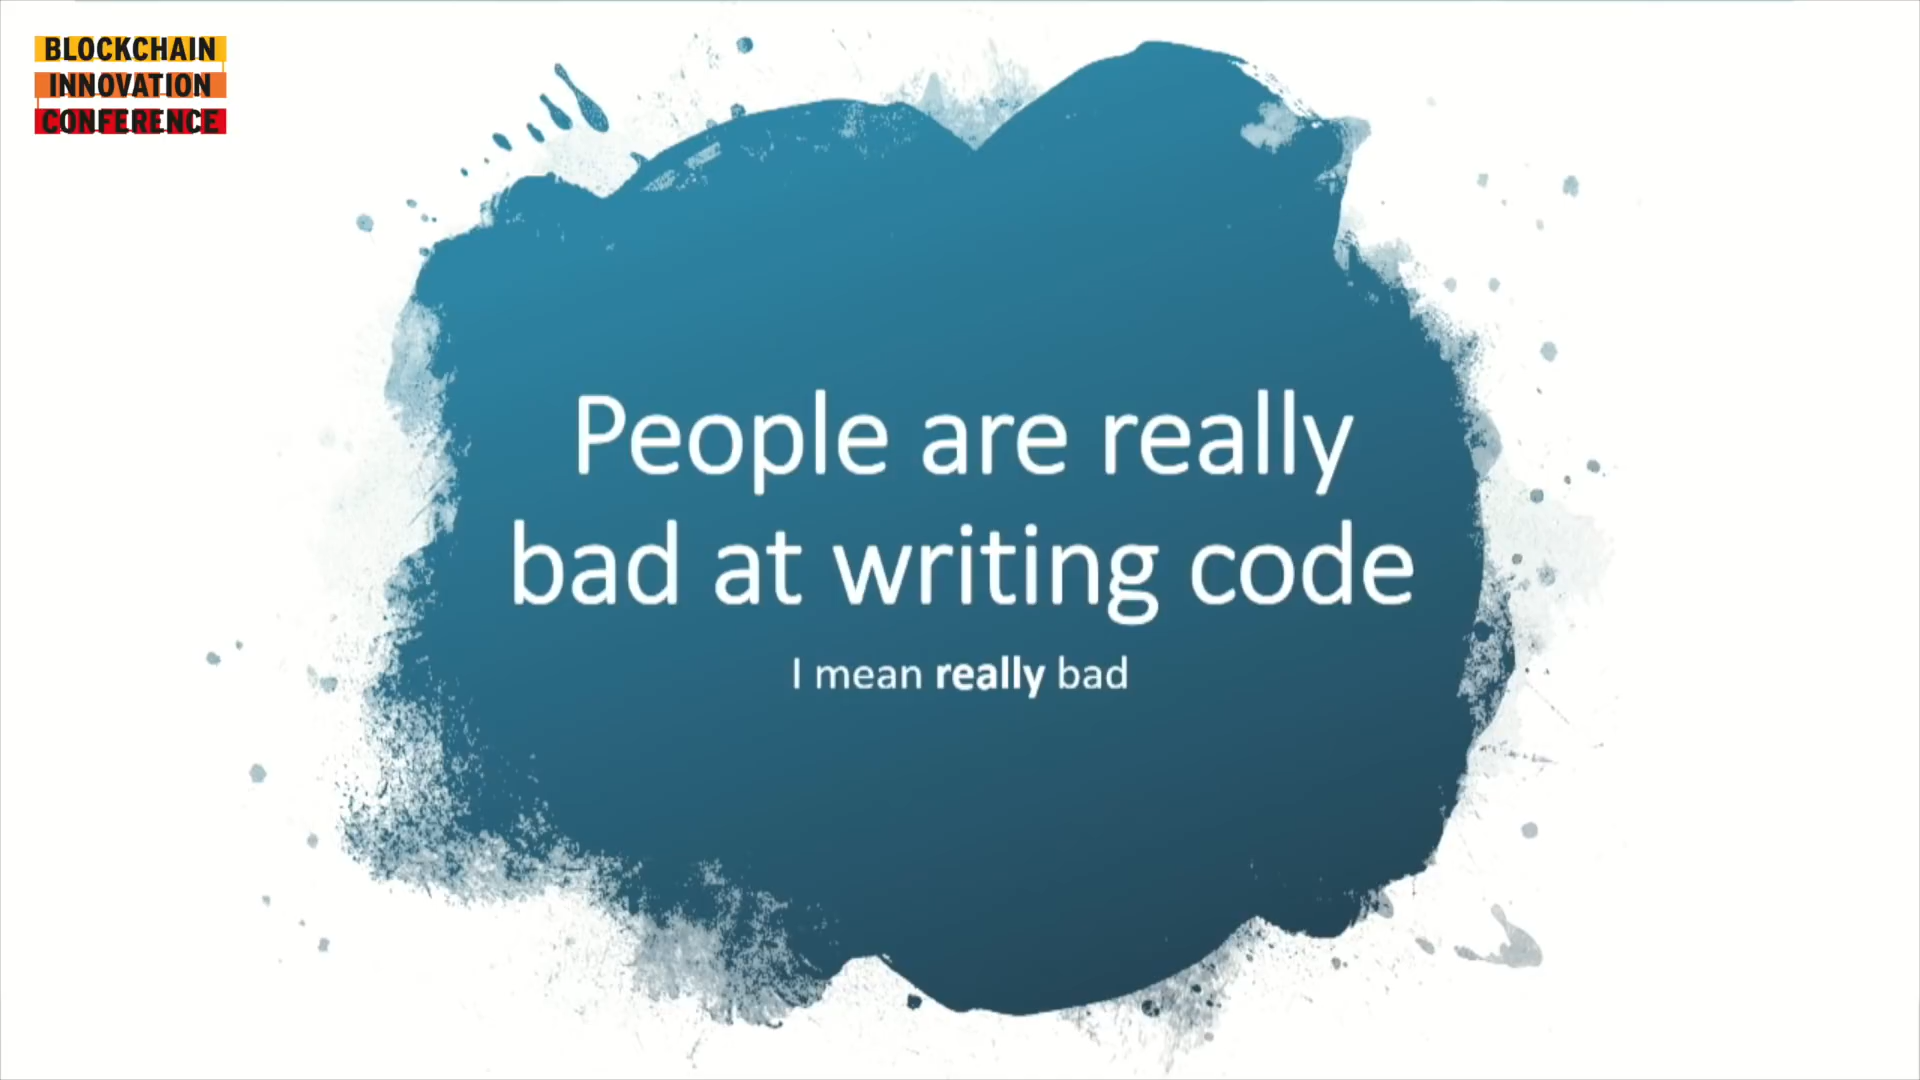 BLOCKCHAIN
INNOVATION
CONFERENCE
People are really
bad at writing code
I mean really bad